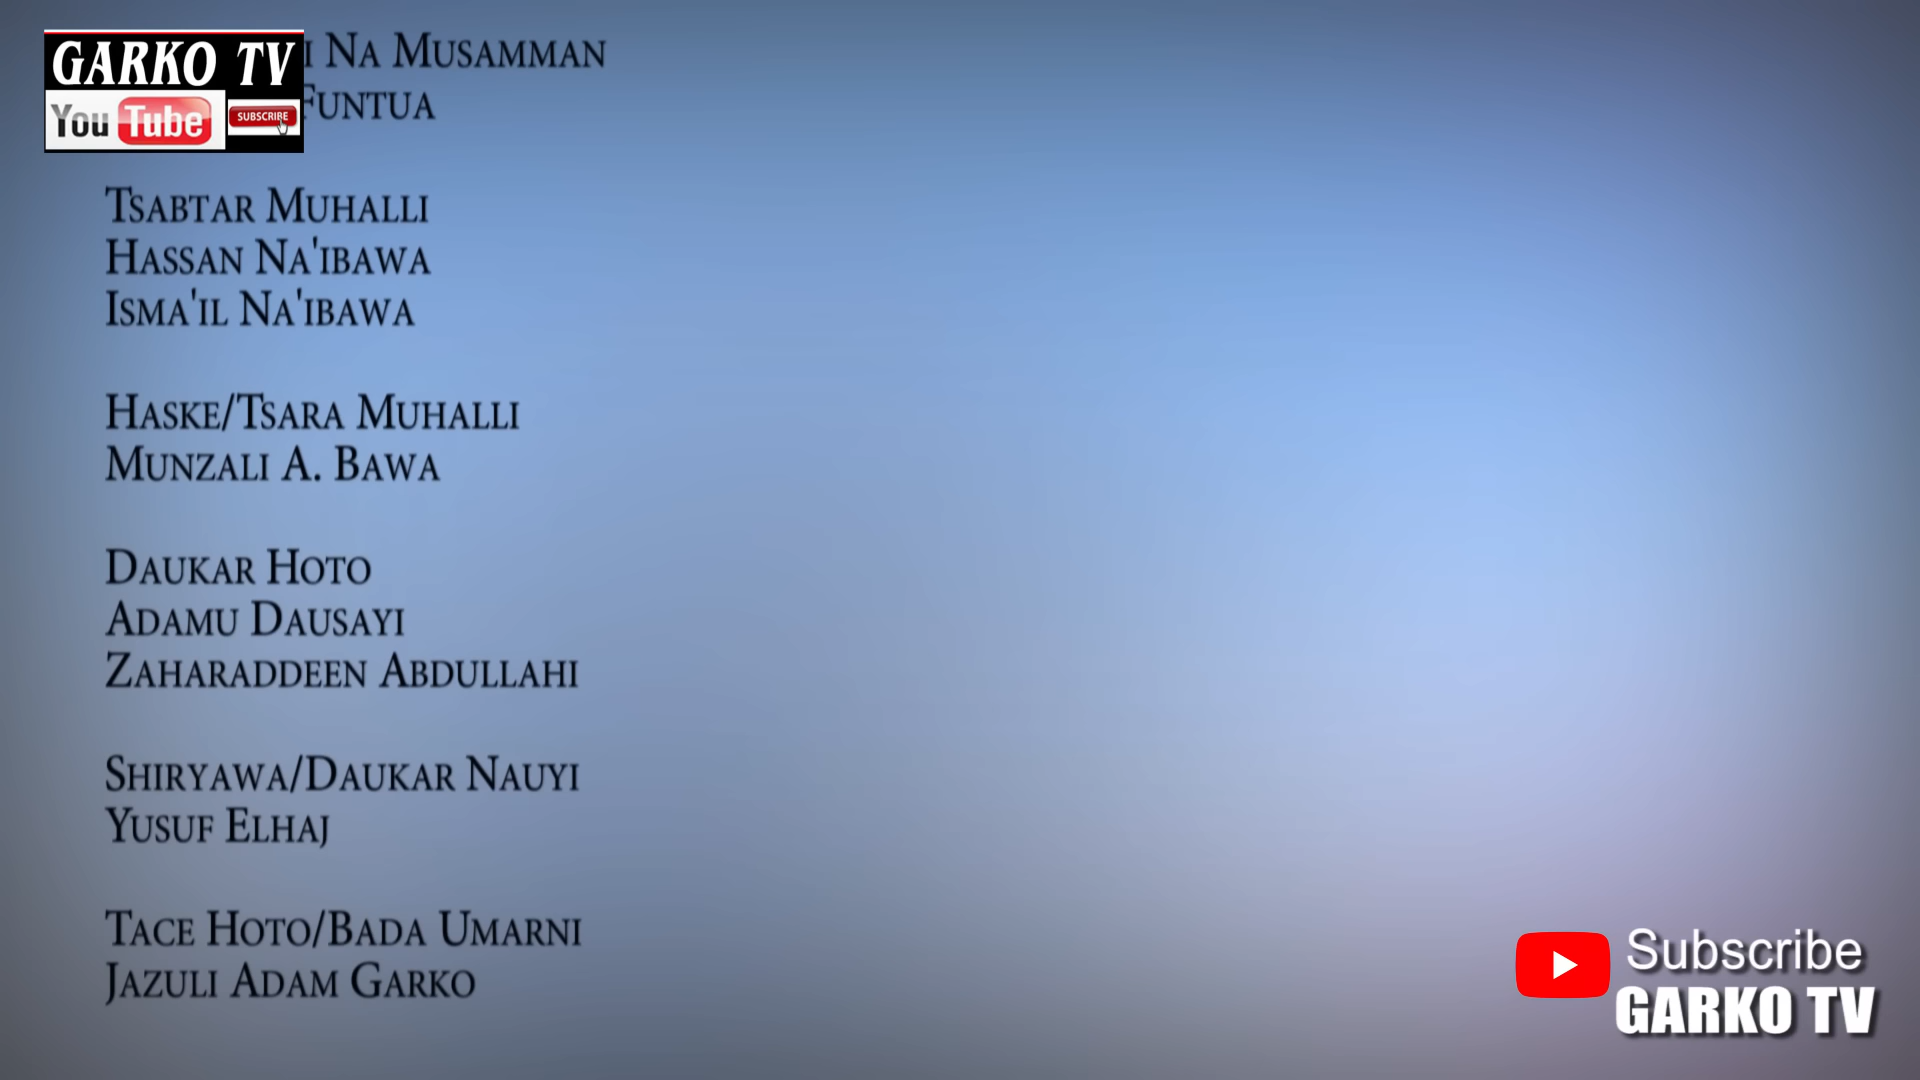 GARKO TV
You Tube
SUBSCRIBE
Na Musamman
Funtua
Tsabtar Muhalli
Hassan Na'ibawa
Isma'il Na'ibawa
Haske/Tsara Muhalli
Munzali A. Bawa
Daukar Hoto
Adamu Dausayi
Zaharaddeen Abdullahi
Shiryawa/Daukar Nauyi
Yusuf Elhaj
Tace Hoto/Bada Umarni
Jazuli Adam Garko
Subscribe
GARKO TV